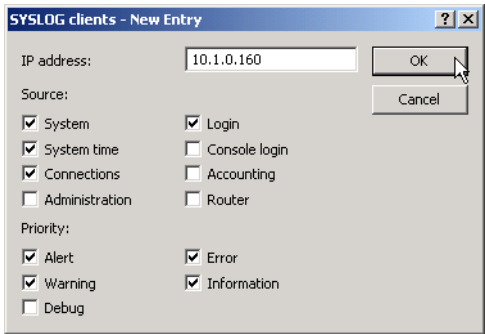 SYSLOG clients - New Entry
IP address: 10.1.0.160 OK
Source: Cancel
System Login
System time Console login
Connections Accounting
Administration Router
Priority:
Alert Error
Warning Information
Debug